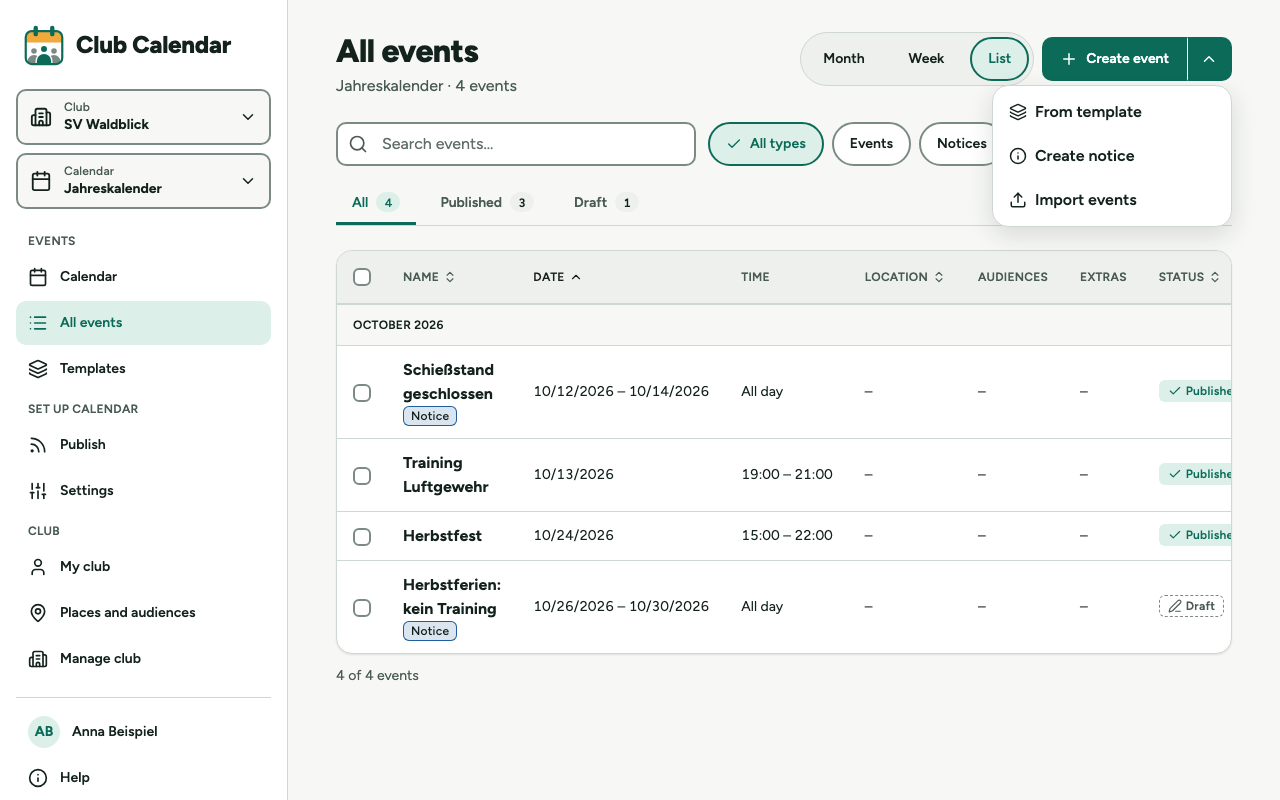 Club Calendar
Club
SV Waldblick
Calendar
Jahreskalender
EVENTS
Calendar
All events
Templates
SET UP CALENDAR
Publish
Settings
CLUB
My club
Places and audiences
Manage club
AB Anna Beispiel
Help
All events
Jahreskalender · 4 events
Month Week List
Create event
From template
Create notice
Import events
Search events...
All types Events Notices
All 4 Published 3 Draft 1
NAME DATE TIME LOCATION AUDIENCES EXTRAS STATUS
OCTOBER 2026
Schießstand
geschlossen
Notice
10/12/2026 – 10/14/2026 All day – – – Publishe
Training
Luftgewehr
10/13/2026 19:00 – 21:00 – – – Publishe
Herbstfest 10/24/2026 15:00 – 22:00 – – – Publishe
Herbstferien:
kein Training
Notice
10/26/2026 – 10/30/2026 All day – – – Draft
4 of 4 events